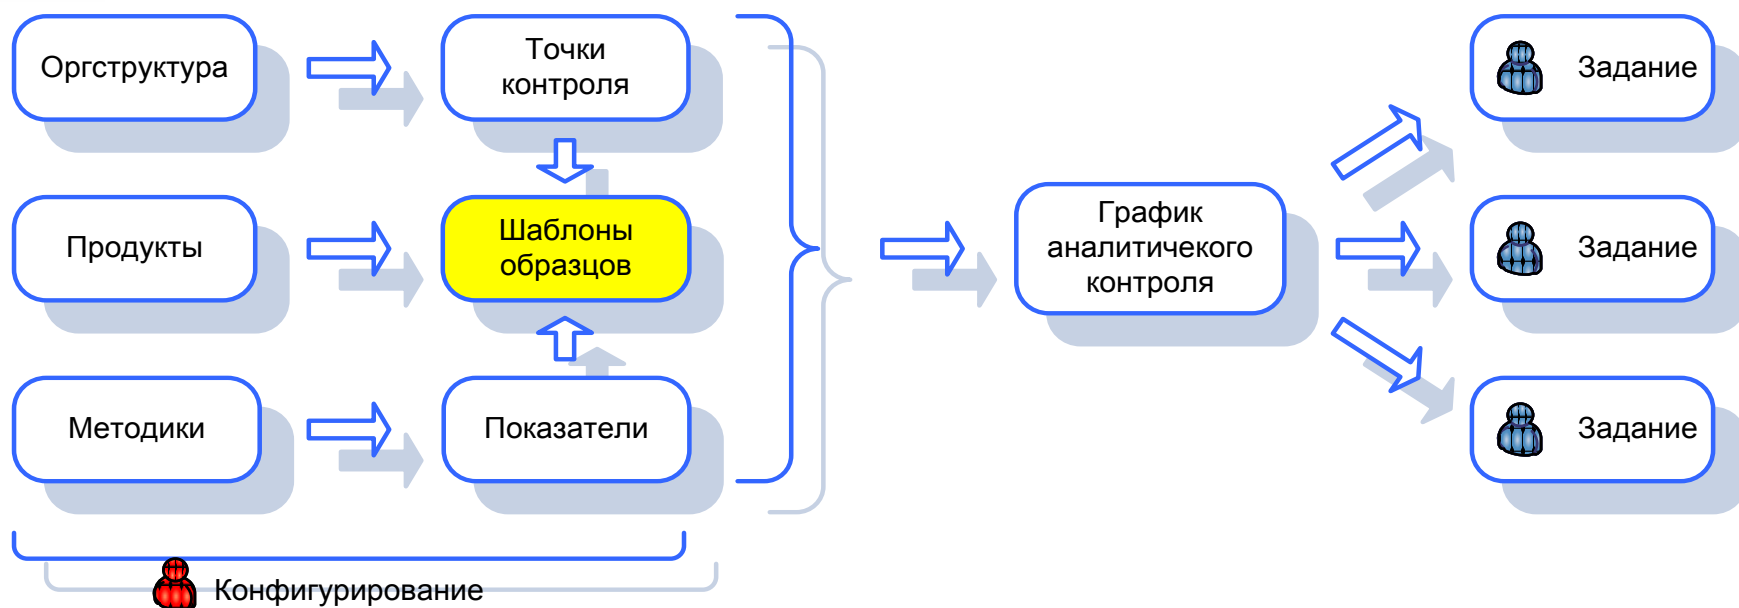 Оргструктура
Точки
контроля
Задание
Продукты
Шаблоны
образцов
График
аналитичекого
контроля
Задание
Методики
Показатели
Задание
Конфигурирование